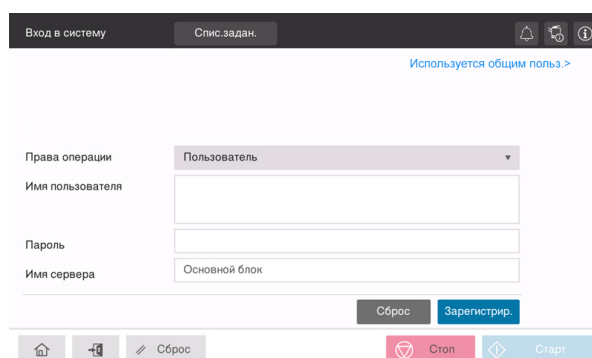 Вход в систему
Спис.задан.
Используется общим польз.>
Права операции
Пользователь
Имя пользователя
Пароль
Имя сервера
Основной блок
Сброс
Зарегистрир.
Сброс
Стоп
Старт